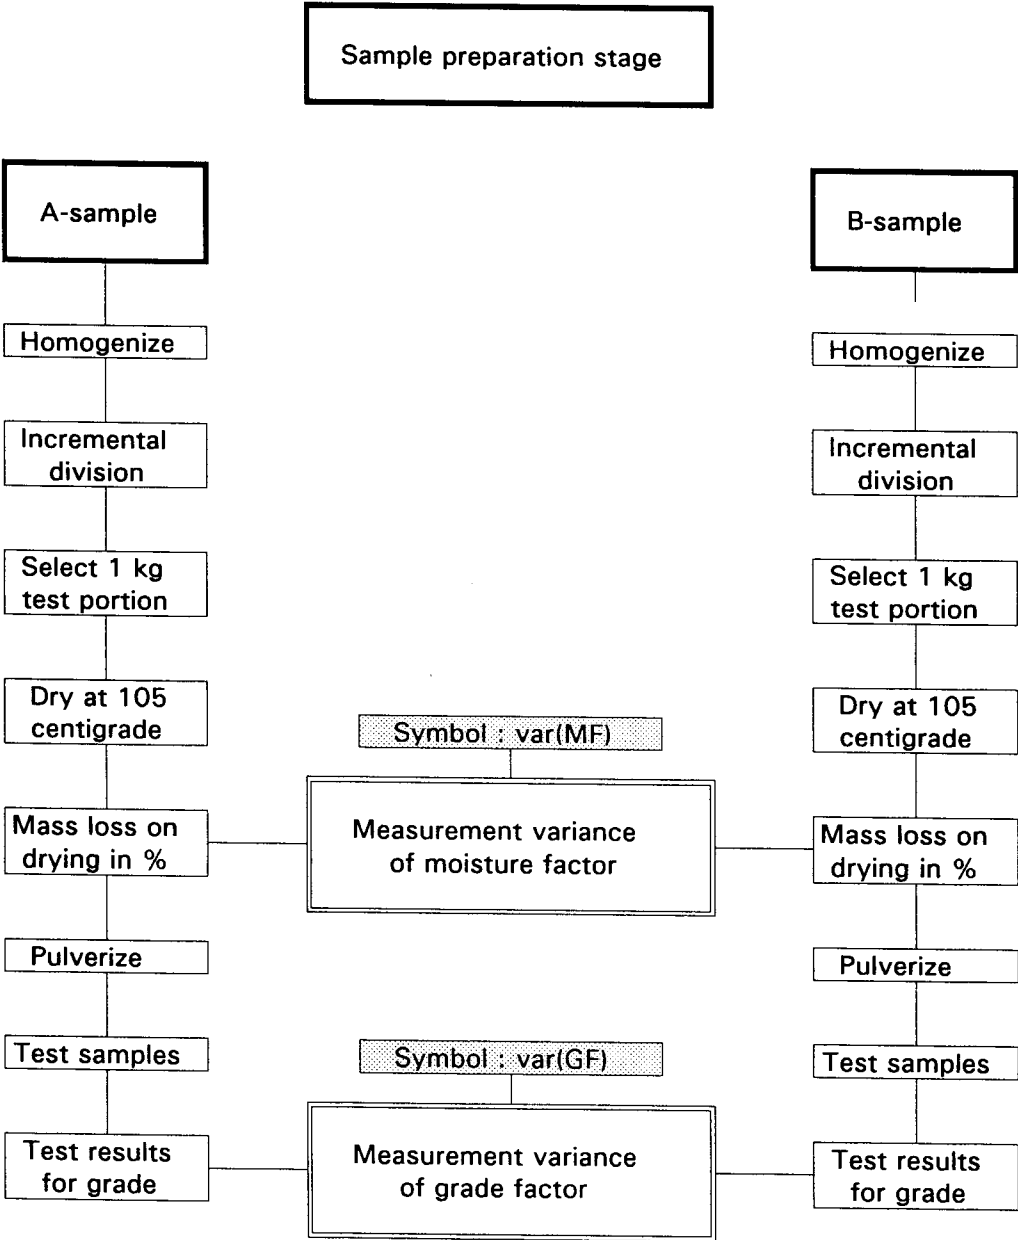 Sample preparation stage
A-sample
B-sample
Homogenize
Homogenize
Incremental
division
Incremental
division
Select 1 kg
test portion
Select 1 kg
test portion
Dry at 105
centigrade
Symbol : var(MF)
Dry at 105
centigrade
Mass loss on
drying in %
Measurement variance
of moisture factor
Mass loss on
drying in %
Pulverize
Pulverize
Test samples
Symbol : var(GF)
Test samples
Test results
for grade
Measurement variance
of grade factor
Test results
for grade